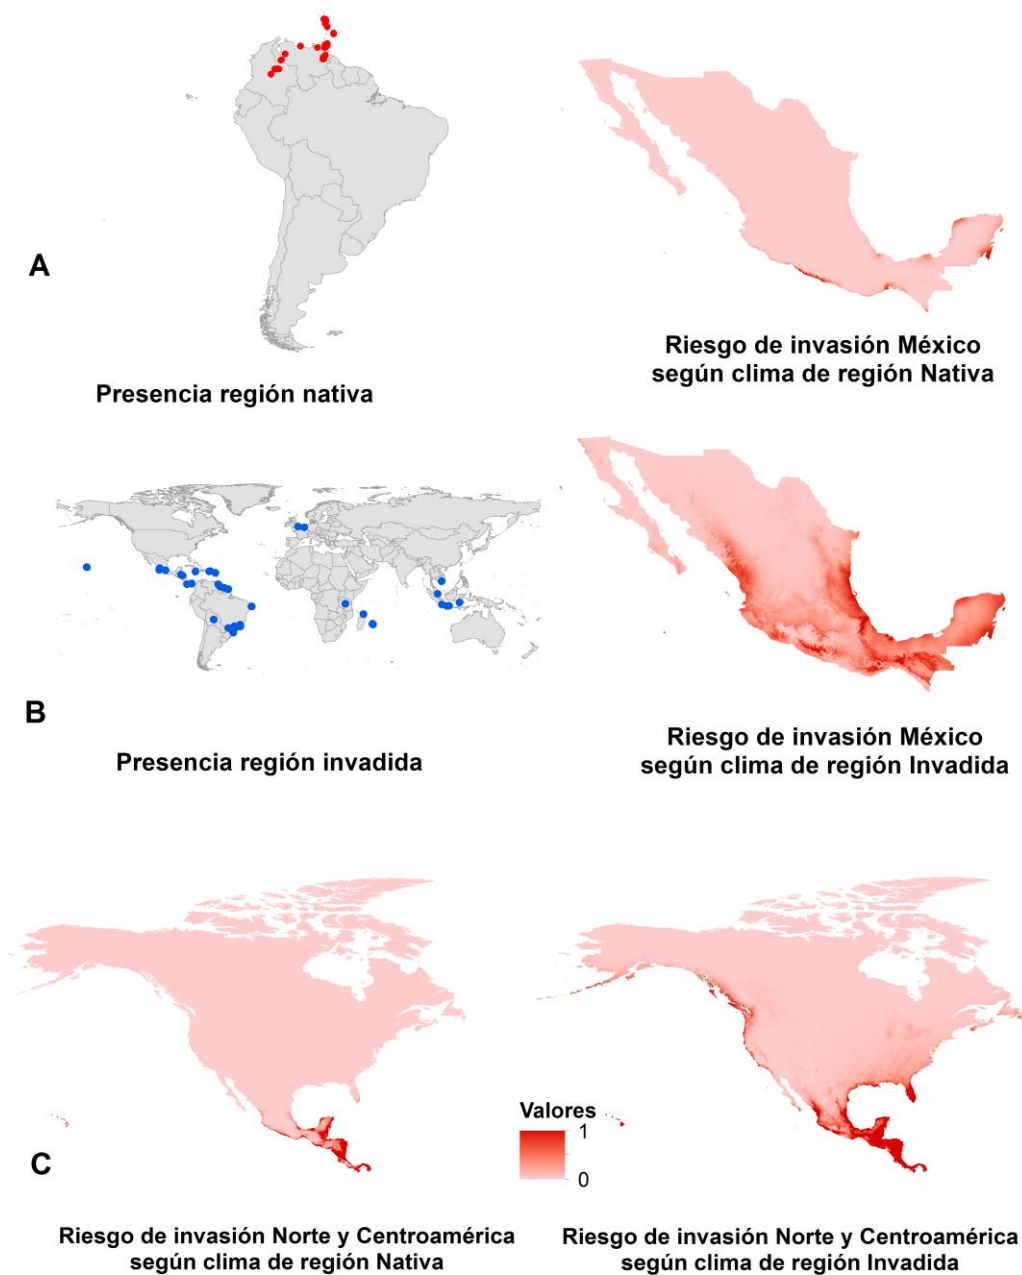 A
Presencia región nativa
Riesgo de invasión México
según clima de región Nativa
B
Presencia región invadida
Riesgo de invasión México
según clima de región Invadida
Valores
1
0
C
Riesgo de invasión Norte y Centroamérica
según clima de región Nativa
Riesgo de invasión Norte y Centroamérica
según clima de región Invadida